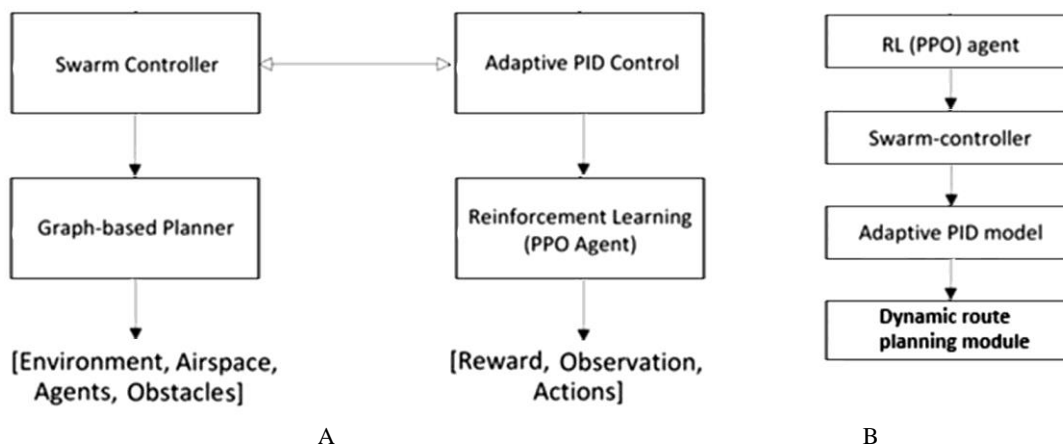 Swarm Controller
Adaptive PID Control
Graph-based Planner
Reinforcement Learning
(PPO Agent)
[Environment, Airspace,
Agents, Obstacles]
[Reward, Observation,
Actions]
A
RL (PPO) agent
Swarm-controller
Adaptive PID model
Dynamic route
planning module
B